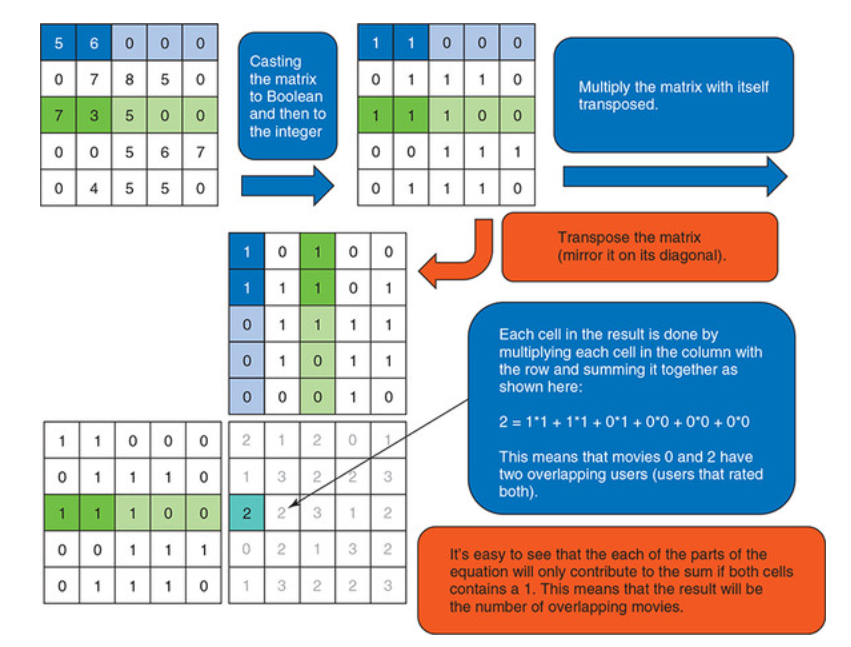 5 6 0 0 0
0 7 8 5 0
7 3 5 0 0
0 0 5 6 7
0 4 5 5 0
Casting
the matrix
to Boolean
and then to
the integer
1 1 0 0 0
0 1 1 1 0
1 1 1 0 0
0 0 1 1 1
0 1 1 1 0
Multiply the matrix with itself
transposed.
Transpose the matrix
(mirror it on its diagonal).
1 0 1 0 0
1 1 1 0 1
0 1 1 1 1
0 1 0 1 1
0 0 0 1 0
Each cell in the result is done by
multiplying each cell in the column with
the row and summing it together as
shown here:
2 = 1*1 + 1*1 + 0*1 + 0*0 + 0*0 + 0*0
This means that movies 0 and 2 have
two overlapping users (users that rated
both).
1 1 0 0 0
0 1 1 1 0
1 1 1 0 0
0 0 1 1 1
0 1 1 1 0
2 1 2 0 1
1 3 2 2 3
2 2 3 1 2
0 2 1 3 2
1 3 2 2 3
It's easy to see that the each of the parts of the
equation will only contribute to the sum if both cells
contains a 1. This means that the result will be
the number of overlapping movies.